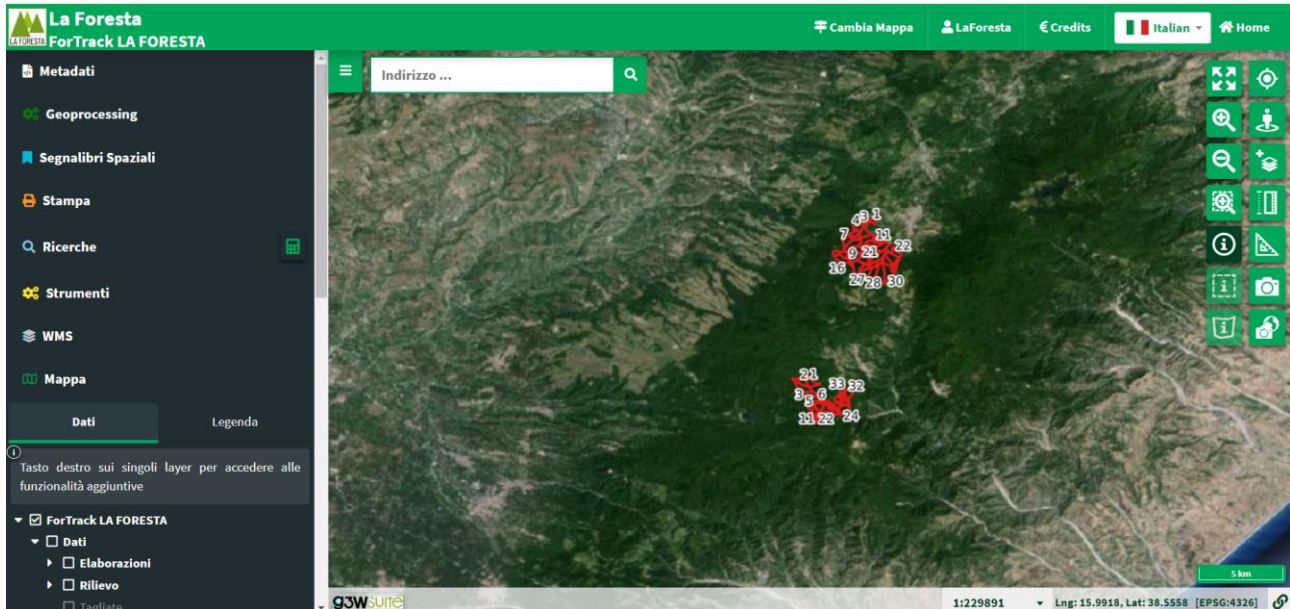 La Foresta
LA FORESTA
ForTrack LA FORESTA
Cambia Mappa
LaForesta
€ Credits
Italian
Home
Metadati
Geoprocessing
Segnalibri Spaziali
Stampa
Ricerche
Strumenti
WMS
Mappa
Dati
Legenda
Tasto destro sui singoli layer per accedere alle
funzionalità aggiuntive
ForTrack LA FORESTA
Dati
Elaborazioni
Rilievo
Tagliate
Indirizzo ...
4 3 1
7 11
22
9 21
16
27 28 30
21
33 32
3 6
5
11 22 24
5 km
g3wsuite
1:229891
Lng: 15.9918, Lat: 38.5558 [EPSG:4326]